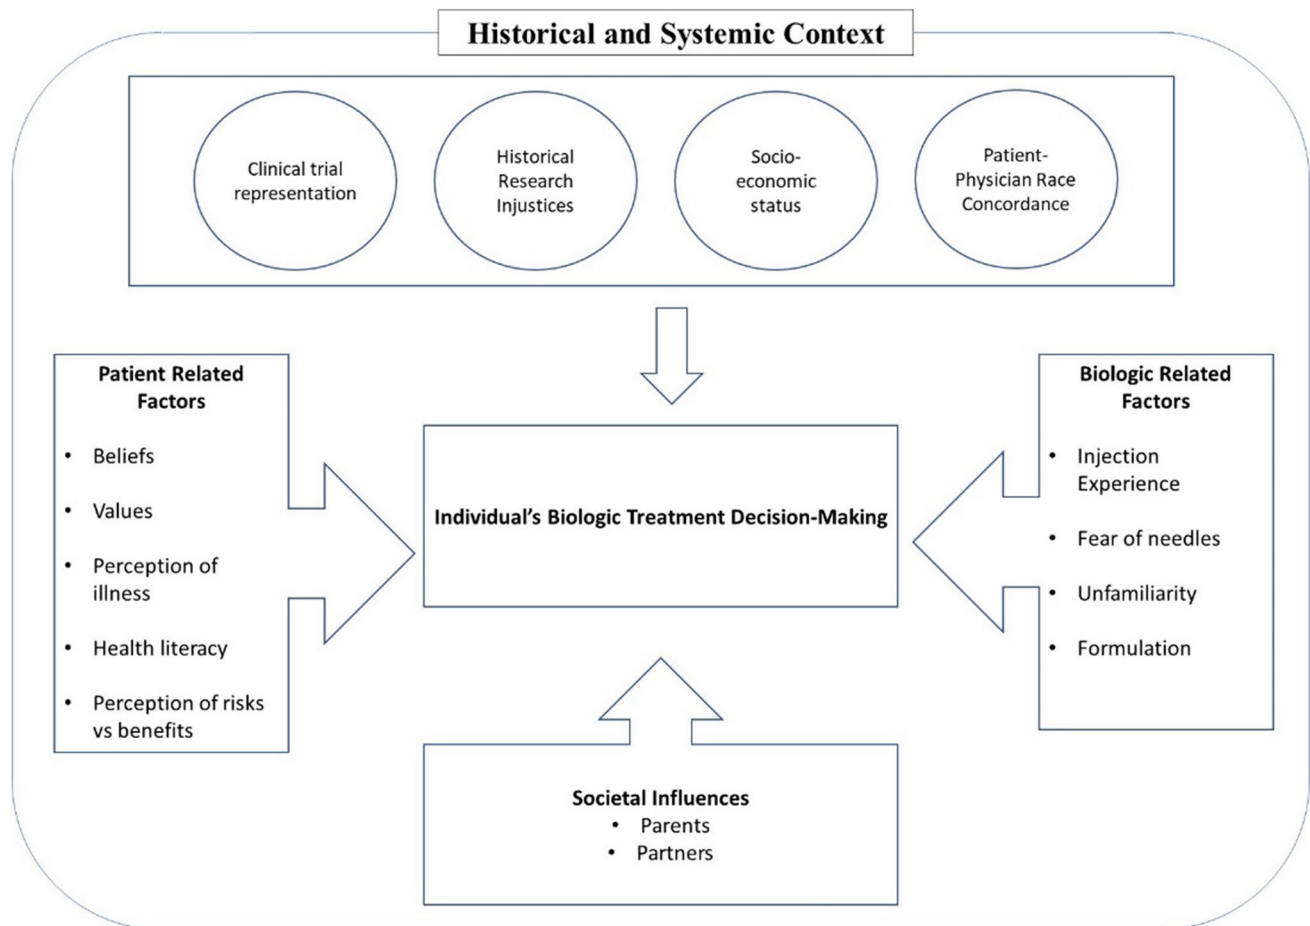 Historical and Systemic Context
Clinical trial
representation
Historical
Research
Injustices
Socio-
economic
status
Patient-
Physician Race
Concordance
Patient Related
Factors
• Beliefs
• Values
• Perception of
illness
• Health literacy
• Perception of risks
vs benefits
Individual's Biologic Treatment Decision-Making
Biologic Related
Factors
• Injection
Experience
• Fear of needles
• Unfamiliarity
• Formulation
Societal Influences
• Parents
• Partners